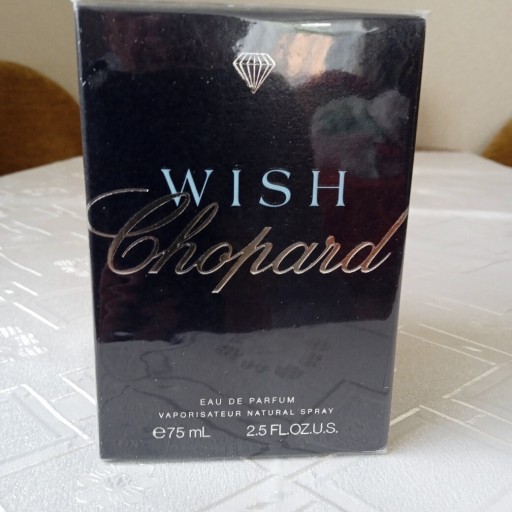 WISH
Chopard
EAU DE PARFUM
VAPORISATEUR NATURAL SPRAY
℮75 mL 2.5 FL.OZ.U.S.